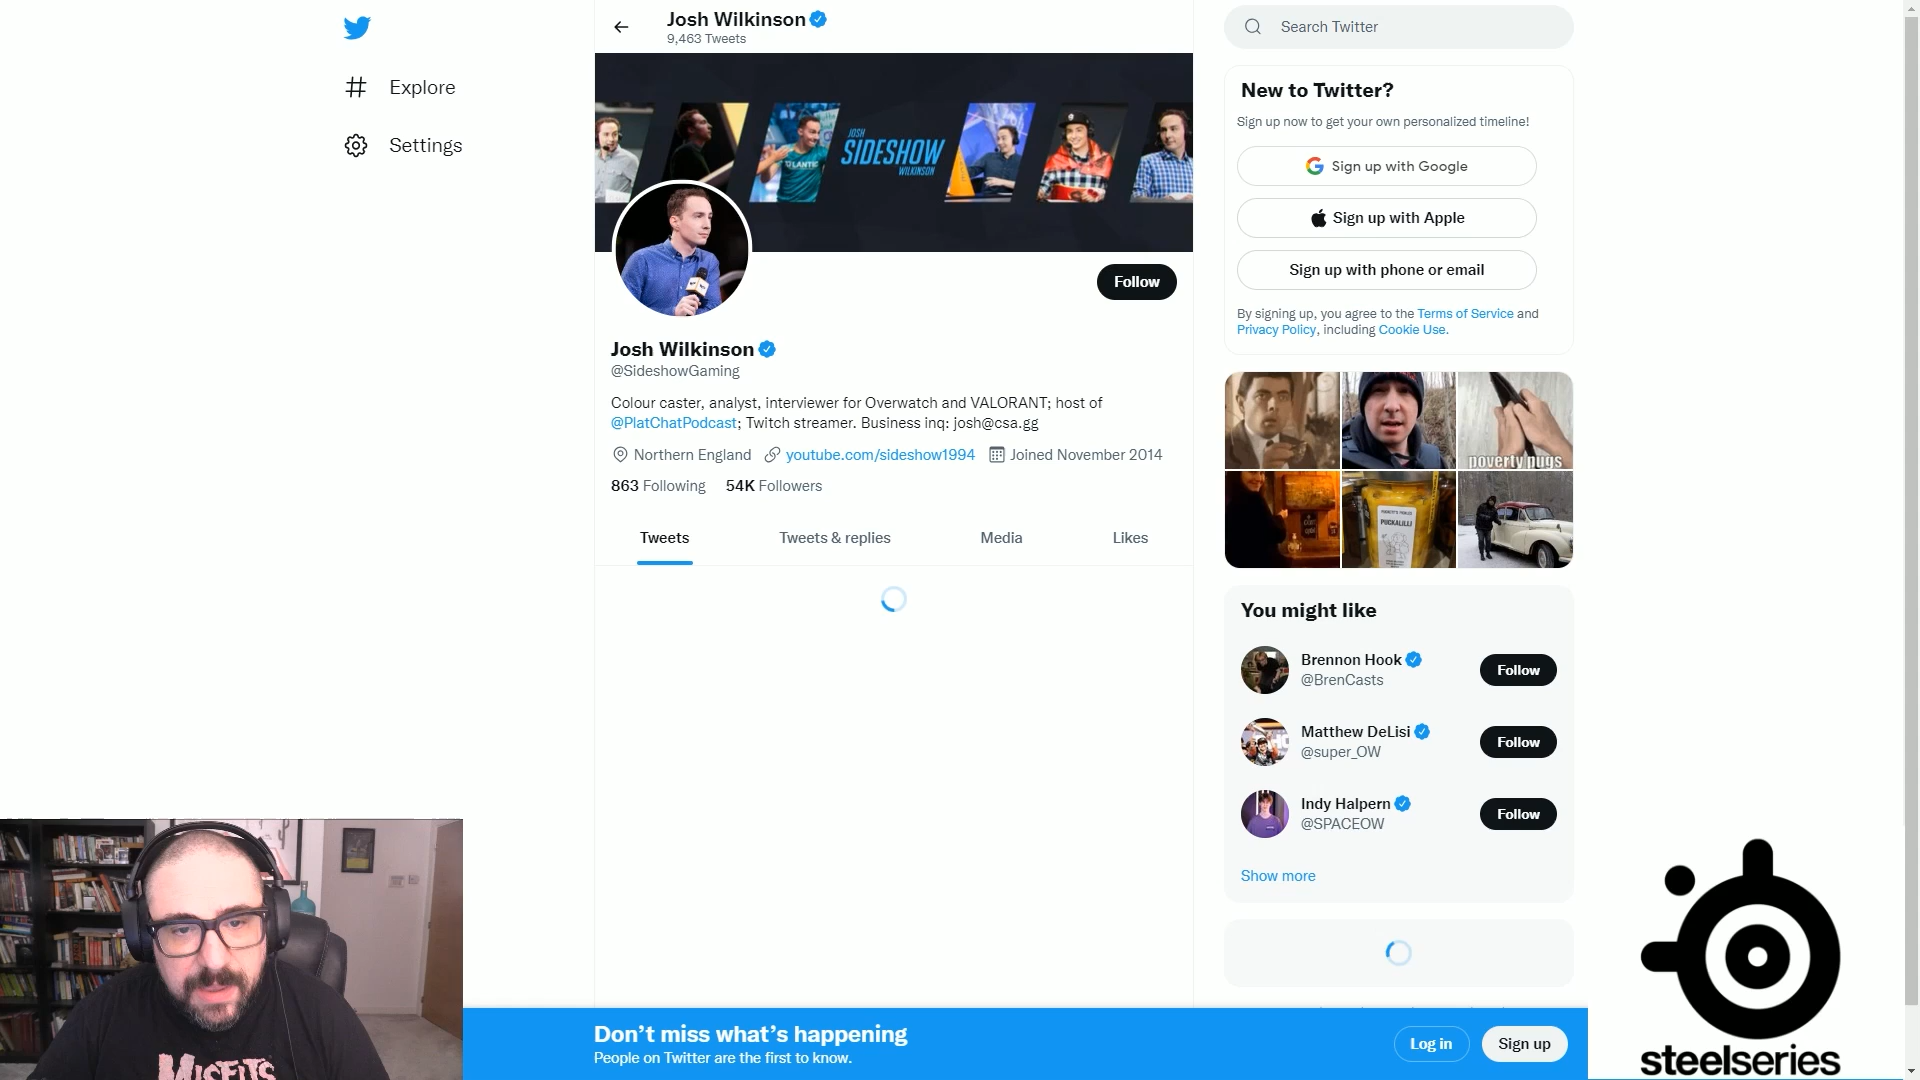 Josh Wilkinson
9,463 Tweets
Search Twitter
Explore
Settings
JOSH
SIDESHOW
WILKINSON
Follow
Josh Wilkinson
@SideshowGaming
Colour caster, analyst, interviewer for Overwatch and VALORANT; host of
@PlatChatPodcast; Twitch streamer. Business inq: josh@csa.gg
Northern England youtube.com/sideshow1994 Joined November 2014
863 Following 54K Followers
Tweets Tweets & replies Media Likes
New to Twitter?
Sign up now to get your own personalized timeline!
Sign up with Google
Sign up with Apple
Sign up with phone or email
By signing up, you agree to the Terms of Service and
Privacy Policy, including Cookie Use.
poverty pugs
PUCKALILLI
You might like
Brennon Hook
@BrenCasts
Follow
Matthew DeLisi
@super_OW
Follow
Indy Halpern
@SPACEOW
Follow
Show more
MISFITS
Don't miss what's happening
People on Twitter are the first to know.
Log in
Sign up
steelseries